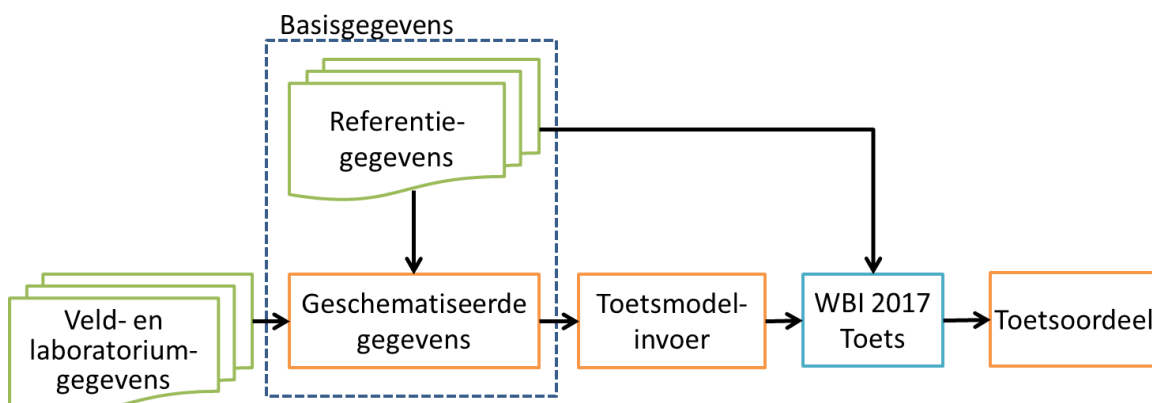 Basisgegevens
Referentie-
gegevens
Veld- en
laboratorium-
gegevens
Geschematiseerde
gegevens
Toetsmodel-
invoer
WBI 2017
Toets
Toetsoordeel